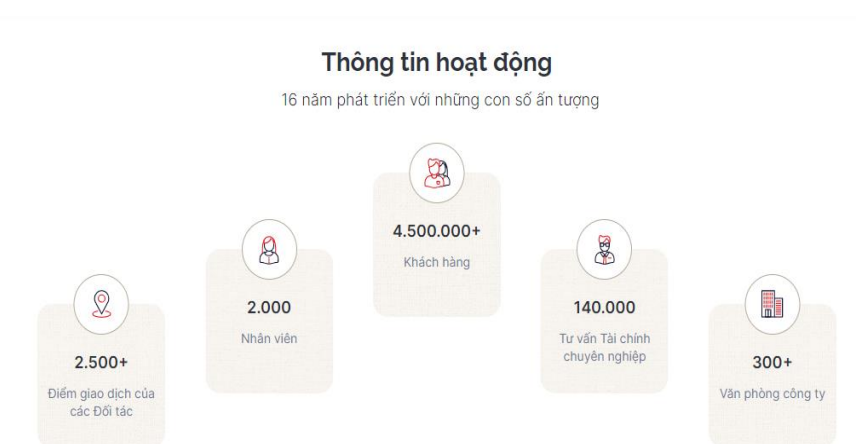 Thông tin hoạt động
16 năm phát triển với những con số ấn tượng
2.500+
Điểm giao dịch của
các Đối tác
2.000
Nhân viên
4.500.000+
Khách hàng
140.000
Tư vấn Tài chính
chuyên nghiệp
300+
Văn phòng công ty